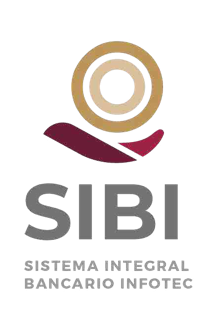 SIBI
SISTEMA INTEGRAL
BANCARIO INFOTEC